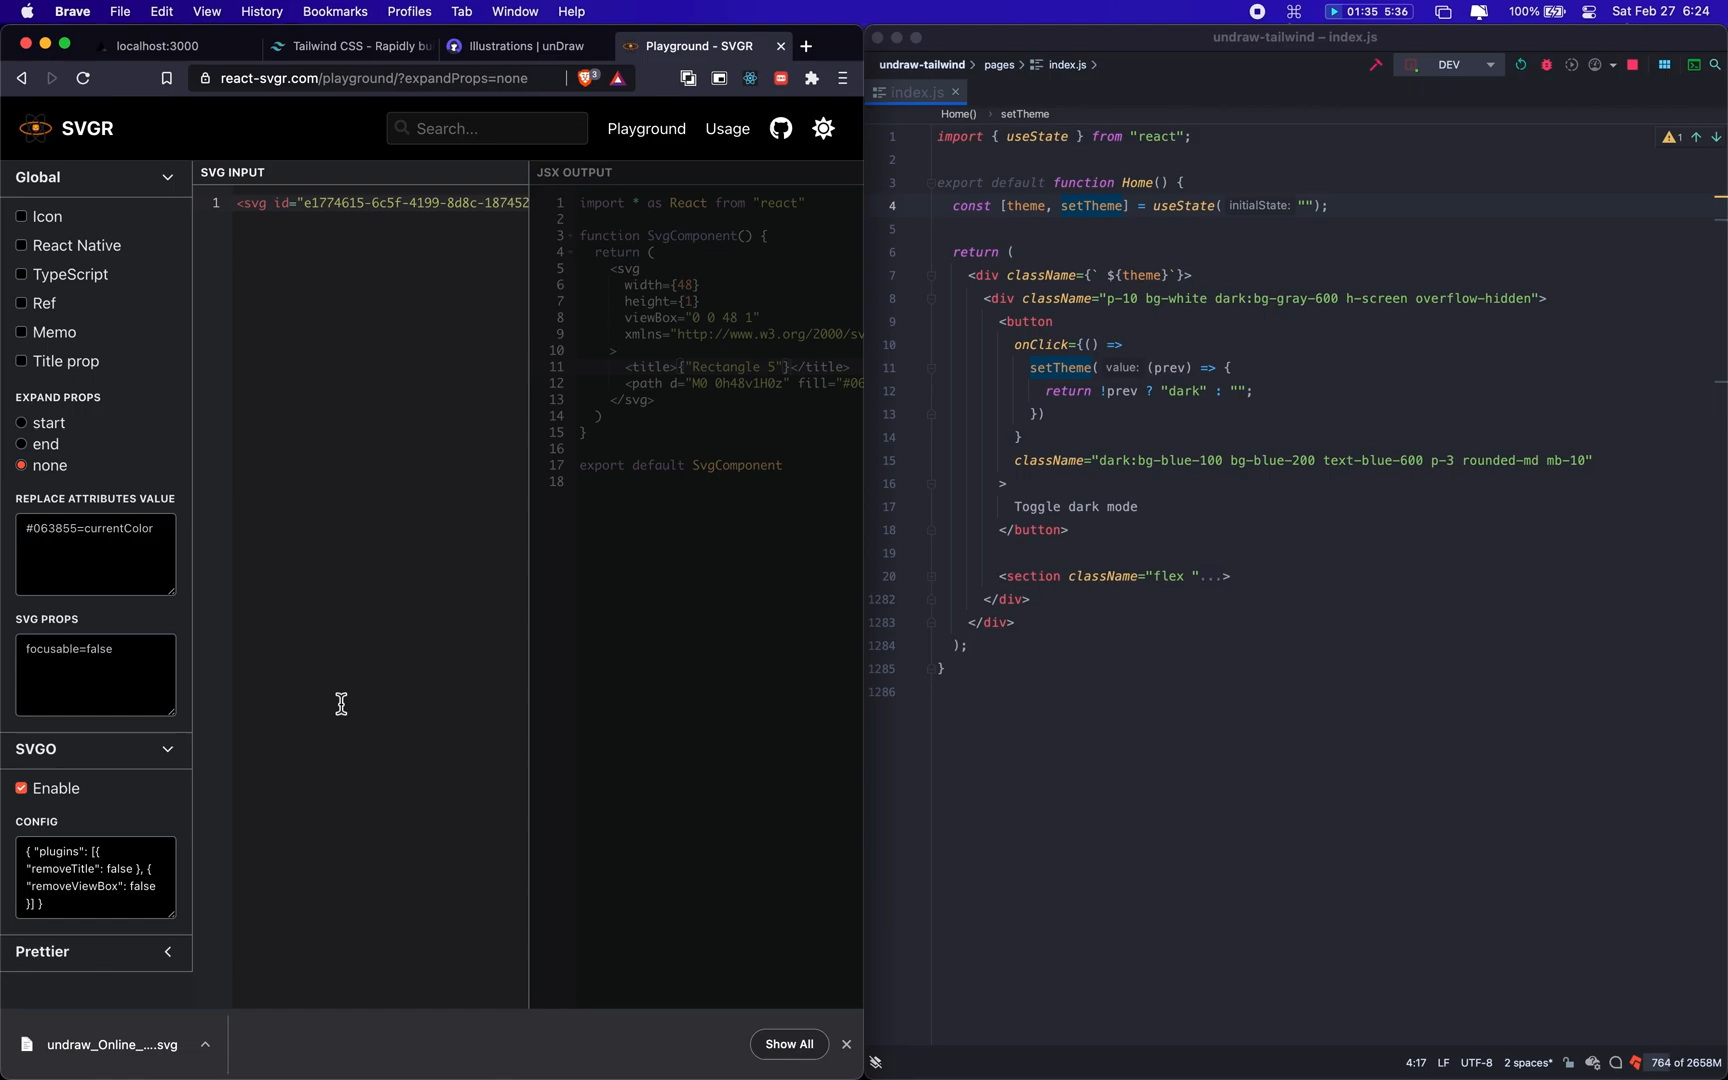 Brave File Edit View History Bookmarks Profiles Tab Window Help
01:35 5:36 100% Sat Feb 27 6:24
localhost:3000
Tailwind CSS - Rapidly bu
Illustrations | unDraw
Playground - SVGR
react-svgr.com/playground/?expandProps=none
3
SVGR
Search...
Playground
Usage
Global
Icon
React Native
TypeScript
Ref
Memo
Title prop
EXPAND PROPS
start
end
none
REPLACE ATTRIBUTES VALUE
#063855=currentColor
SVG PROPS
focusable=false
SVGO
Enable
CONFIG
{ "plugins": [{
"removeTitle": false }, {
"removeViewBox": false
}] }
Prettier
SVG INPUT
1 <svg id="e1774615-6c5f-4199-8d8c-187452
JSX OUTPUT
1 import * as React from "react"
2
3 function SvgComponent() {
4 return (
5 <svg
6 width={48}
7 height={1}
8 viewBox="0 0 48 1"
9 xmlns="http://www.w3.org/2000/sv
10 >
11 <title>{"Rectangle 5"}</title>
12 <path d="M0 0h48v1H0z" fill="#06
13 </svg>
14 )
15 }
16
17 export default SvgComponent
18
undraw_Online_....svg
Show All
undraw-tailwind – index.js
undraw-tailwind > pages > index.js >
DEV
index.js
Home() > setTheme
1
1 import { useState } from "react";
2
3 export default function Home() {
4 const [theme, setTheme] = useState( initialState: "");
5
6 return (
7 <div className={` ${theme}`}>
8 <div className="p-10 bg-white dark:bg-gray-600 h-screen overflow-hidden">
9 <button
10 onClick={() =>
11 setTheme( value: (prev) => {
12 return !prev ? "dark" : "";
13 })
14 }
15 className="dark:bg-blue-100 bg-blue-200 text-blue-600 p-3 rounded-md mb-10"
16 >
17 Toggle dark mode
18 </button>
19
20 <section className="flex "...>
1282 </div>
1283 </div>
1284 );
1285 }
1286
4:17 LF UTF-8 2 spaces* 764 of 2658M